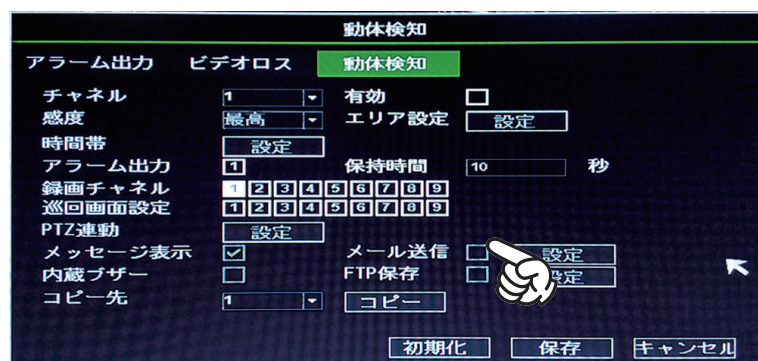 動体検知
アラーム出力 ビデオロス 動体検知
チャネル 1 有効
感度 最高 エリア設定 設定
時間帯 設定
アラーム出力 1 保持時間 10 秒
録画チャネル 1 2 3 4 5 6 7 8 9
巡回画面設定 1 2 3 4 5 6 7 8 9
PTZ連動 設定
メッセージ表示 メール送信 設定
内蔵ブザー FTP保存 設定
コピー先 1 コピー
初期化 保存 キャンセル